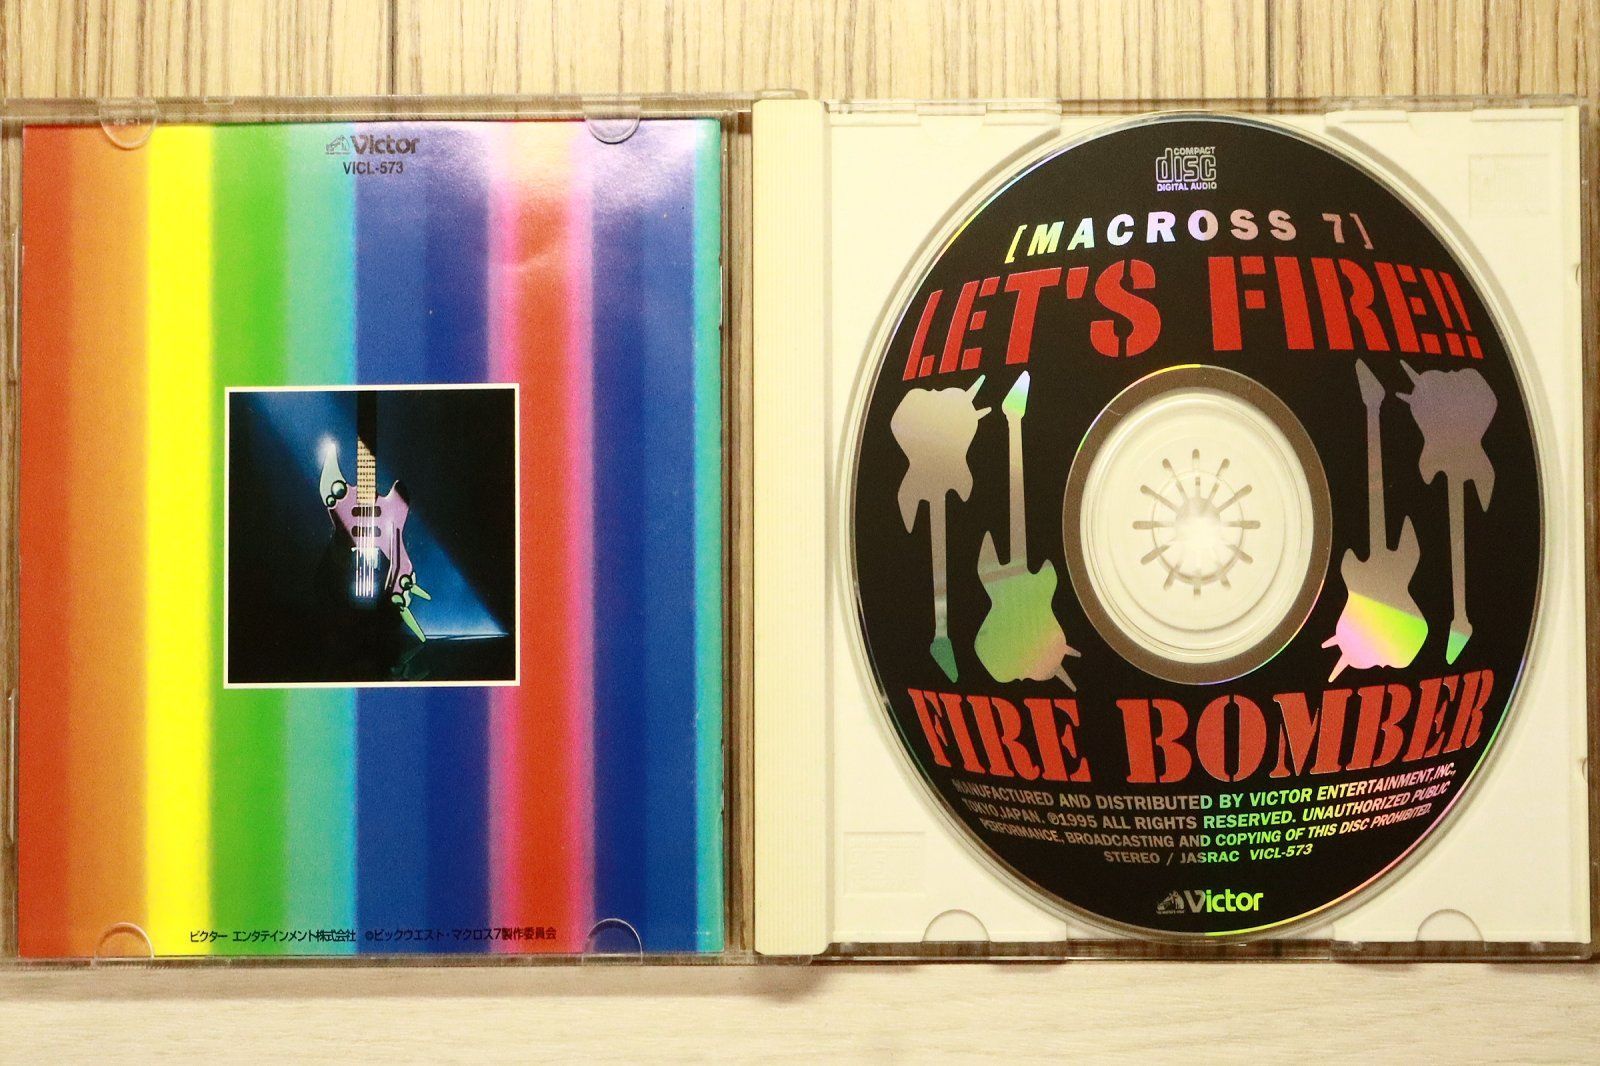 Victor
VICL-573
ビクター エンタテインメント株式会社 ©ビックウエスト・マクロス7製作委員会
COMPACT
disc
DIGITAL AUDIO
[MACROSS 7]
LET'S FIRE!!
FIRE BOMBER
MANUFACTURED AND DISTRIBUTED BY VICTOR ENTERTAINMENT, INC.,
TOKYO, JAPAN. ℗1995 ALL RIGHTS RESERVED. UNAUTHORIZED PUBLIC
PERFORMANCE, BROADCASTING AND COPYING OF THIS DISC PROHIBITED.
STEREO / JASRAC VICL-573
Victor